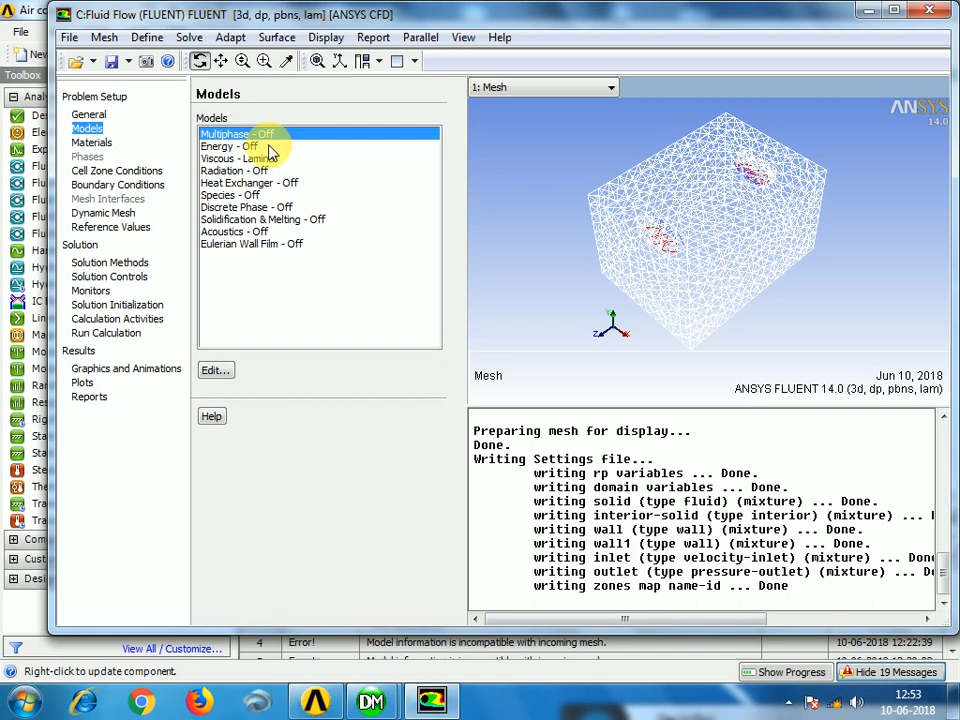 Air co
C:Fluid Flow (FLUENT) FLUENT [3d, dp, pbns, lam] [ANSYS CFD]
File
File Mesh Define Solve Adapt Surface Display Report Parallel View Help
New
Toolbox
Problem Setup
General
Models
Materials
Phases
Cell Zone Conditions
Boundary Conditions
Mesh Interfaces
Dynamic Mesh
Reference Values
Solution
Solution Methods
Solution Controls
Monitors
Solution Initialization
Calculation Activities
Run Calculation
Results
Graphics and Animations
Plots
Reports
Models
Models
Multiphase - Off
Energy - Off
Viscous - Laminar
Radiation - Off
Heat Exchanger - Off
Species - Off
Discrete Phase - Off
Solidification & Melting - Off
Acoustics - Off
Eulerian Wall Film - Off
Edit...
Help
1: Mesh
ANSYS
14.0
Y
Z X
Mesh
Jun 10, 2018
ANSYS FLUENT 14.0 (3d, dp, pbns, lam)
Preparing mesh for display...
Done.
Writing Settings file...
writing rp variables ... Done.
writing domain variables ... Done.
writing solid (type fluid) (mixture) ... Done.
writing interior-solid (type interior) (mixture) ...
writing wall (type wall) (mixture) ... Done.
writing wall1 (type wall) (mixture) ... Done.
writing inlet (type velocity-inlet) (mixture) ... Done
writing outlet (type pressure-outlet) (mixture) ... Do
writing zones map name-id ... Done
View All / Customize...
4 Error! Model information is incompatible with incoming mesh. 10-06-2018 12:22:39
Right-click to update component.
Show Progress
Hide 19 Messages
DM
12:53
10-06-2018